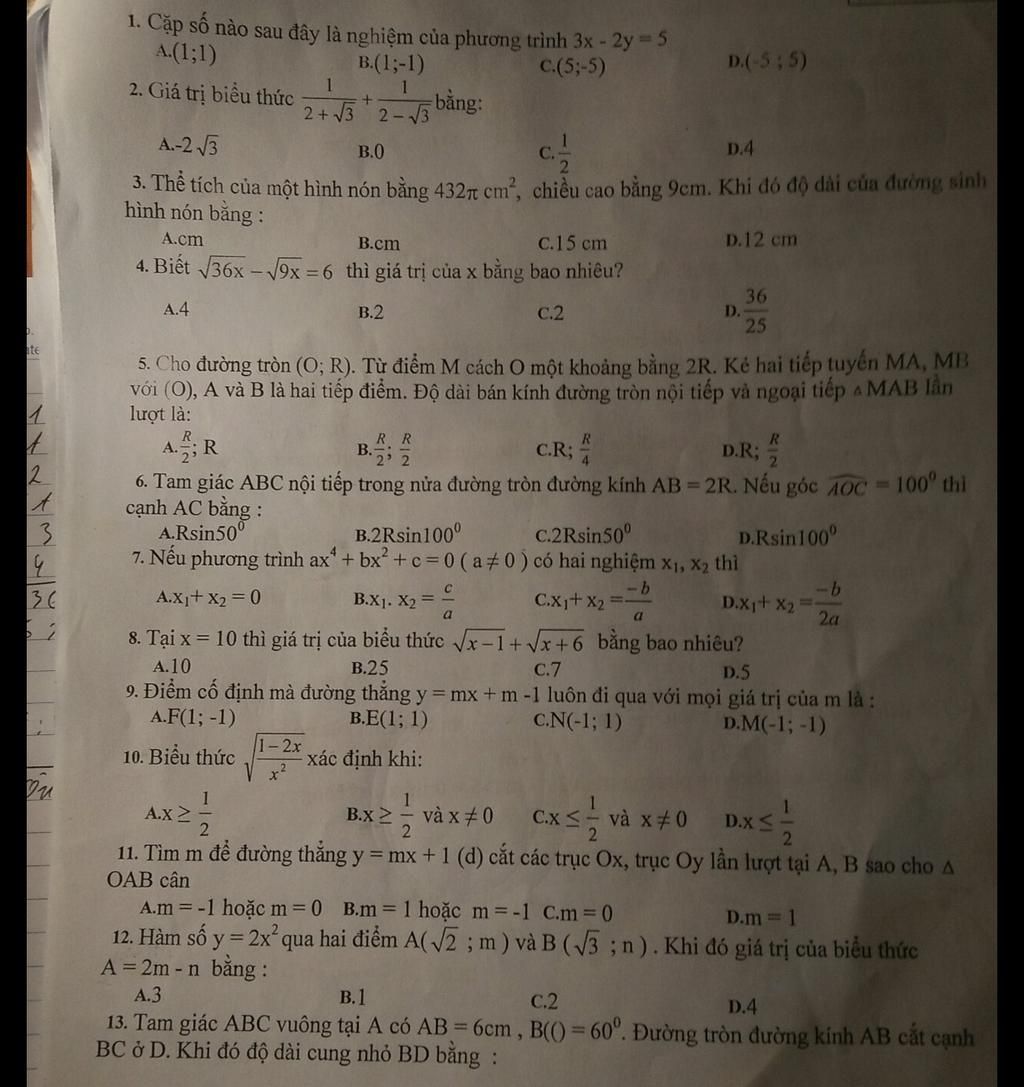 1. Cặp số nào sau đây là nghiệm của phương trình 3x - 2y = 5
A.(1;1) B.(1;-1) C.(5;-5) D.(-5 ; 5)
2. Giá trị biểu thức 1/(2 + √3) + 1/(2 − √3) bằng:
A.-2√3 B.0 C.1/2 D.4
3. Thể tích của một hình nón bằng 432π cm², chiều cao bằng 9cm. Khi đó độ dài của đường sinh
hình nón bằng :
A.cm B.cm C.15 cm D.12 cm
4. Biết √36x − √9x = 6 thì giá trị của x bằng bao nhiêu?
A.4 B.2 C.2 D.36/25
5. Cho đường tròn (O; R). Từ điểm M cách O một khoảng bằng 2R. Kẻ hai tiếp tuyến MA, MB
với (O), A và B là hai tiếp điểm. Độ dài bán kính đường tròn nội tiếp và ngoại tiếp △MAB lần
lượt là:
A.R/2; R B.R/2; R/2 C.R; R/4 D.R; R/2
6. Tam giác ABC nội tiếp trong nửa đường tròn đường kính AB = 2R. Nếu góc AOC = 100⁰ thì
cạnh AC bằng :
A.Rsin50⁰ B.2Rsin100⁰ C.2Rsin50⁰ D.Rsin100⁰
7. Nếu phương trình ax⁴ + bx² + c = 0 ( a ≠ 0 ) có hai nghiệm x₁, x₂ thì
A.x₁+ x₂ = 0 B.x₁. x₂ = c/a C.x₁+ x₂ = −b/a D.x₁+ x₂ = −b/2a
8. Tại x = 10 thì giá trị của biểu thức √(x − 1) + √(x + 6) bằng bao nhiêu?
A.10 B.25 C.7 D.5
9. Điểm cố định mà đường thẳng y = mx + m -1 luôn đi qua với mọi giá trị của m là :
A.F(1; -1) B.E(1; 1) C.N(-1; 1) D.M(-1; -1)
10. Biểu thức √((1 − 2x)/x²) xác định khi:
A.x ≥ 1/2 B.x ≥ 1/2 và x ≠ 0 C.x ≤ 1/2 và x ≠ 0 D.x ≤ 1/2
11. Tìm m để đường thẳng y = mx + 1 (d) cắt các trục Ox, trục Oy lần lượt tại A, B sao cho △
OAB cân
A.m = -1 hoặc m = 0 B.m = 1 hoặc m = -1 C.m = 0 D.m = 1
12. Hàm số y = 2x² qua hai điểm A(√2 ; m ) và B (√3 ; n ) . Khi đó giá trị của biểu thức
A = 2m - n bằng :
A.3 B.1 C.2 D.4
13. Tam giác ABC vuông tại A có AB = 6cm , B(() = 60⁰. Đường tròn đường kính AB cắt cạnh
BC ở D. Khi đó độ dài cung nhỏ BD bằng :